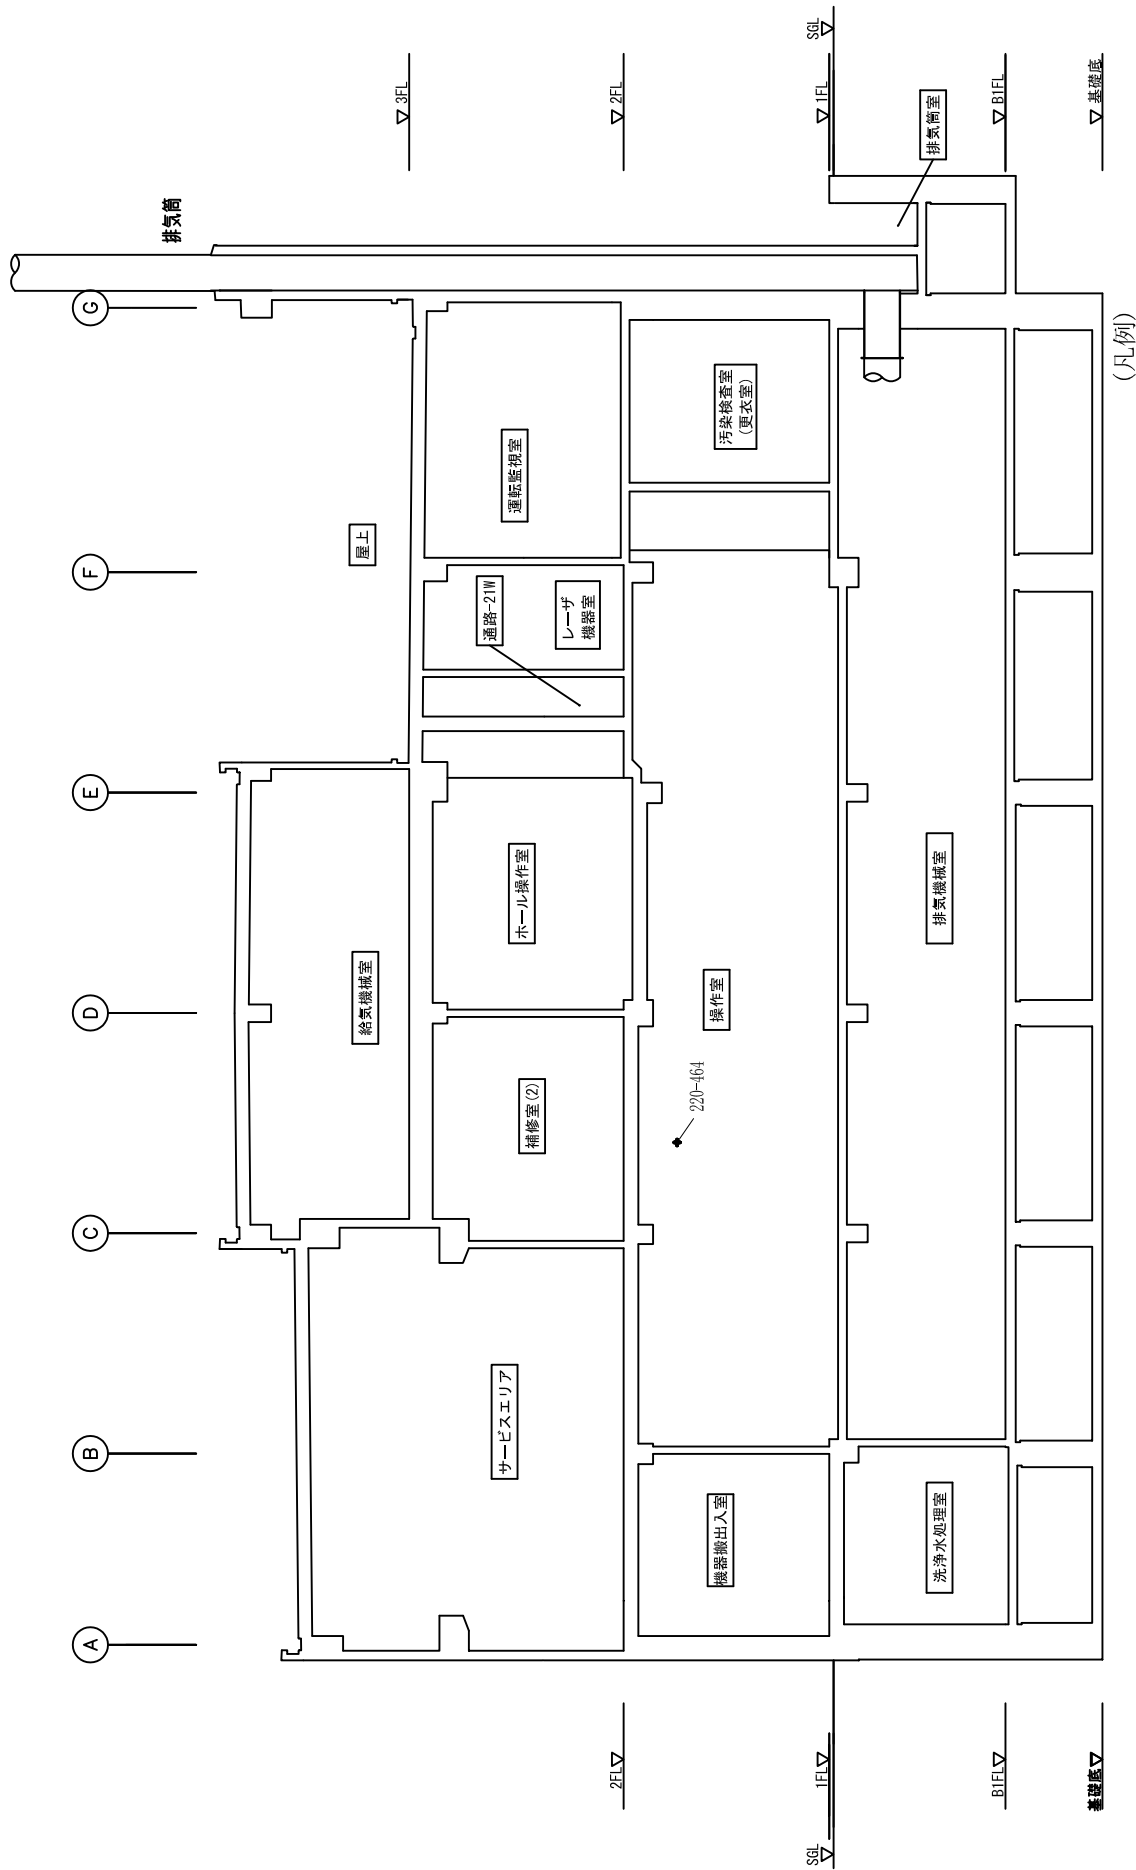 A
B
C
D
E
F
G
排気筒
屋上
3FL
給気機械室
サービスエリア
補修室(2)
ホール操作室
通路-21W
レーザ
機器室
運転監視室
2FL
2FL
機器搬出入室
220-464
操作室
汚染検査室
(更衣室)
1FL
SGL
1FL
SGL
洗浄水処理室
排気機械室
排気筒室
B1FL
B1FL
基礎底
基礎底
(凡例)